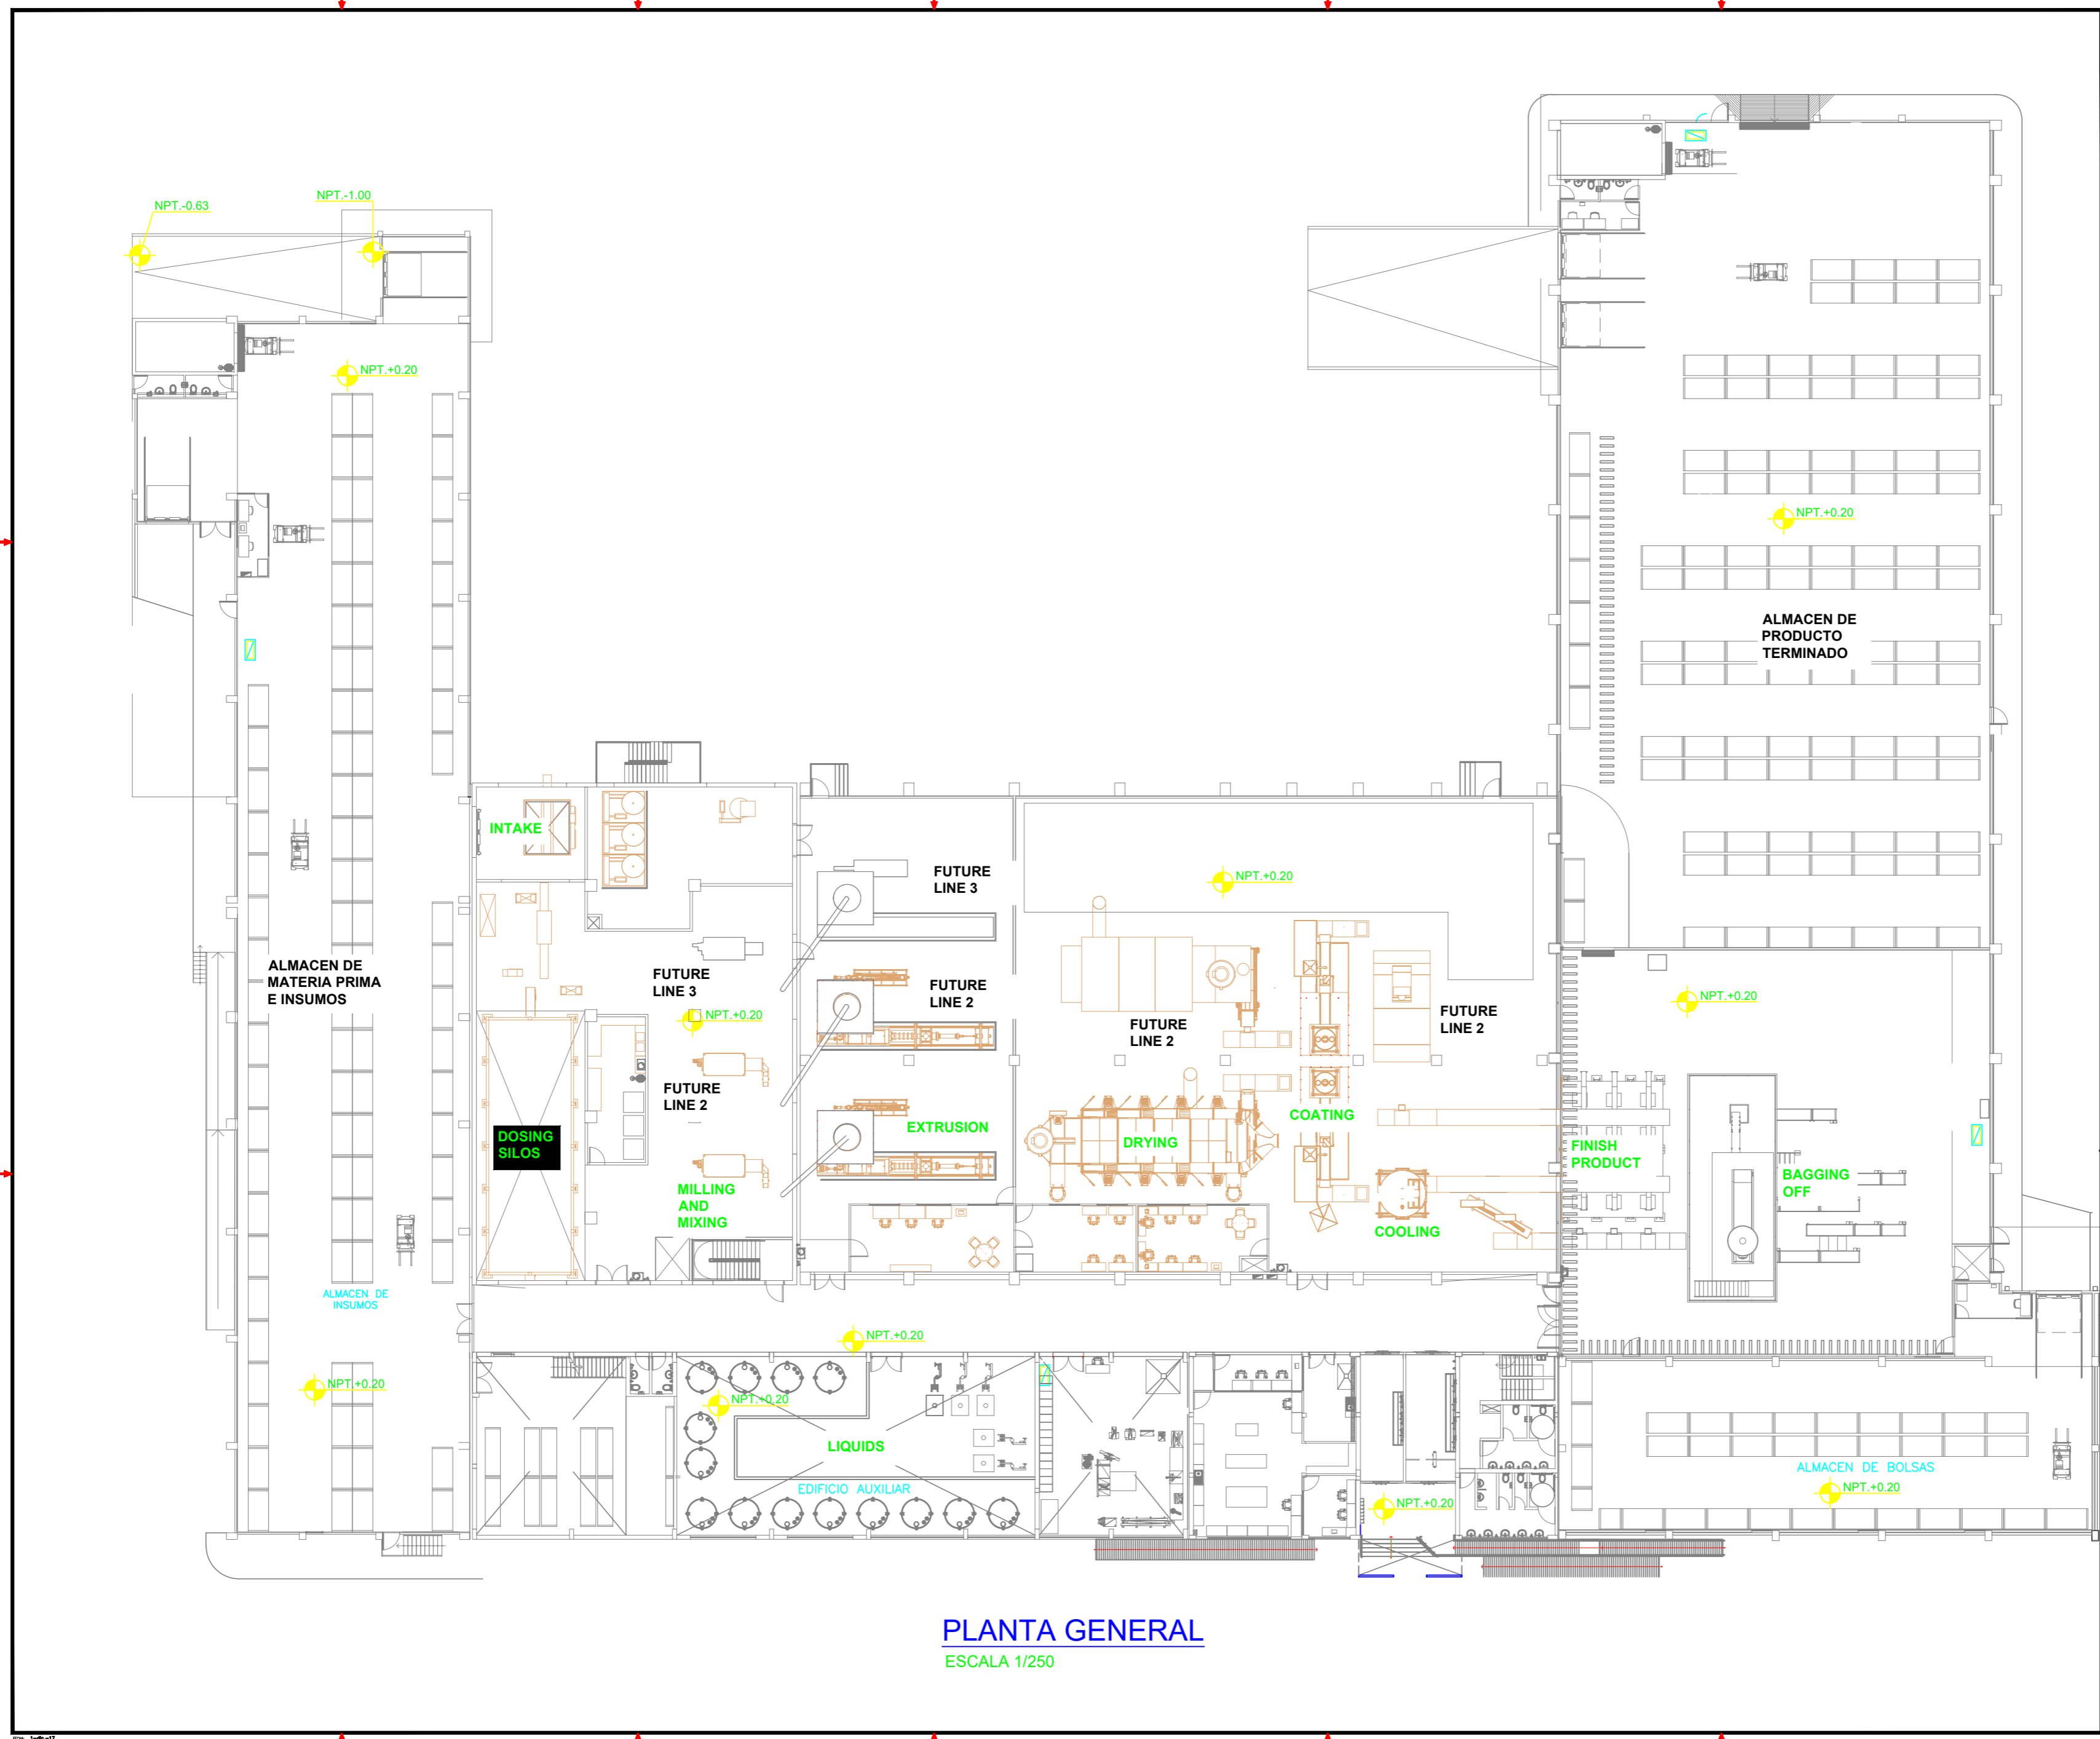 NPT.-0.63
NPT.-1.00
NPT.+0.20
NPT.+0.20
ALMACEN DE
PRODUCTO
TERMINADO
INTAKE
FUTURE
LINE 3
NPT.+0.20
ALMACEN DE
MATERIA PRIMA
E INSUMOS
FUTURE
LINE 3
NPT.+0.20
FUTURE
LINE 2
FUTURE
LINE 2
FUTURE
LINE 2
NPT.+0.20
FUTURE
LINE 2
DOSING
SILOS
MILLING
AND
MIXING
EXTRUSION
DRYING
COATING
COOLING
FINISH
PRODUCT
BAGGING
OFF
ALMACEN DE
INSUMOS
NPT.+0.20
NPT.+0.20
NPT.+0.20
LIQUIDS
EDIFICIO AUXILIAR
NPT.+0.20
ALMACEN DE BOLSAS
NPT.+0.20
PLANTA GENERAL
ESCALA 1/250